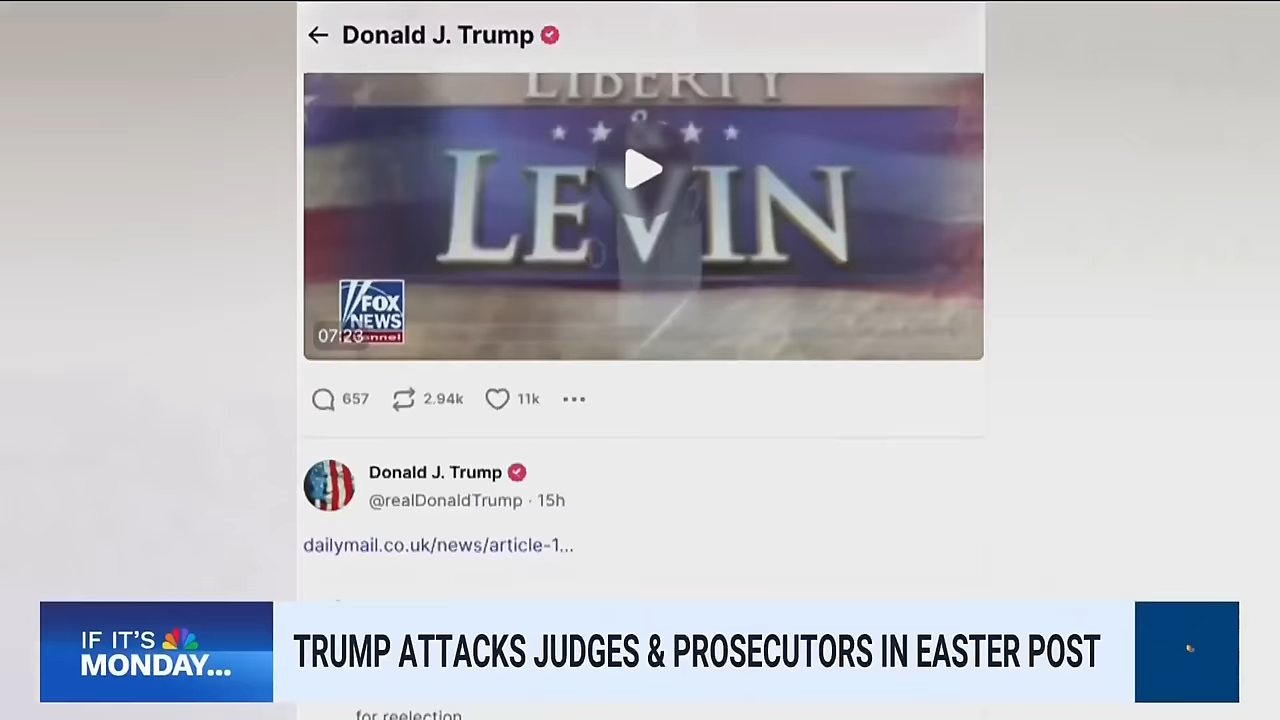 Donald J. Trump
LIBERTY
&
LEVIN
FOX
NEWS
channel
07:23
657
2.94k
11k
Donald J. Trump
@realDonaldTrump · 15h
dailymail.co.uk/news/article-1...
IF IT'S
MONDAY...
TRUMP ATTACKS JUDGES & PROSECUTORS IN EASTER POST
for reelection